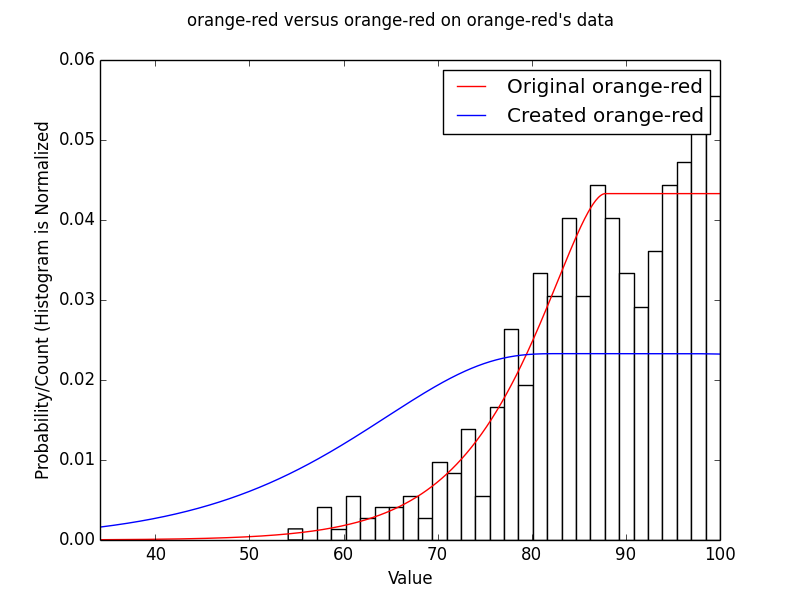 orange-red versus orange-red on orange-red's data
0.06
0.05
0.04
0.03
0.02
0.01
0.00
Probability/Count (Histogram is Normalized
Original orange-red
Created orange-red
40 50 60 70 80 90 100
Value